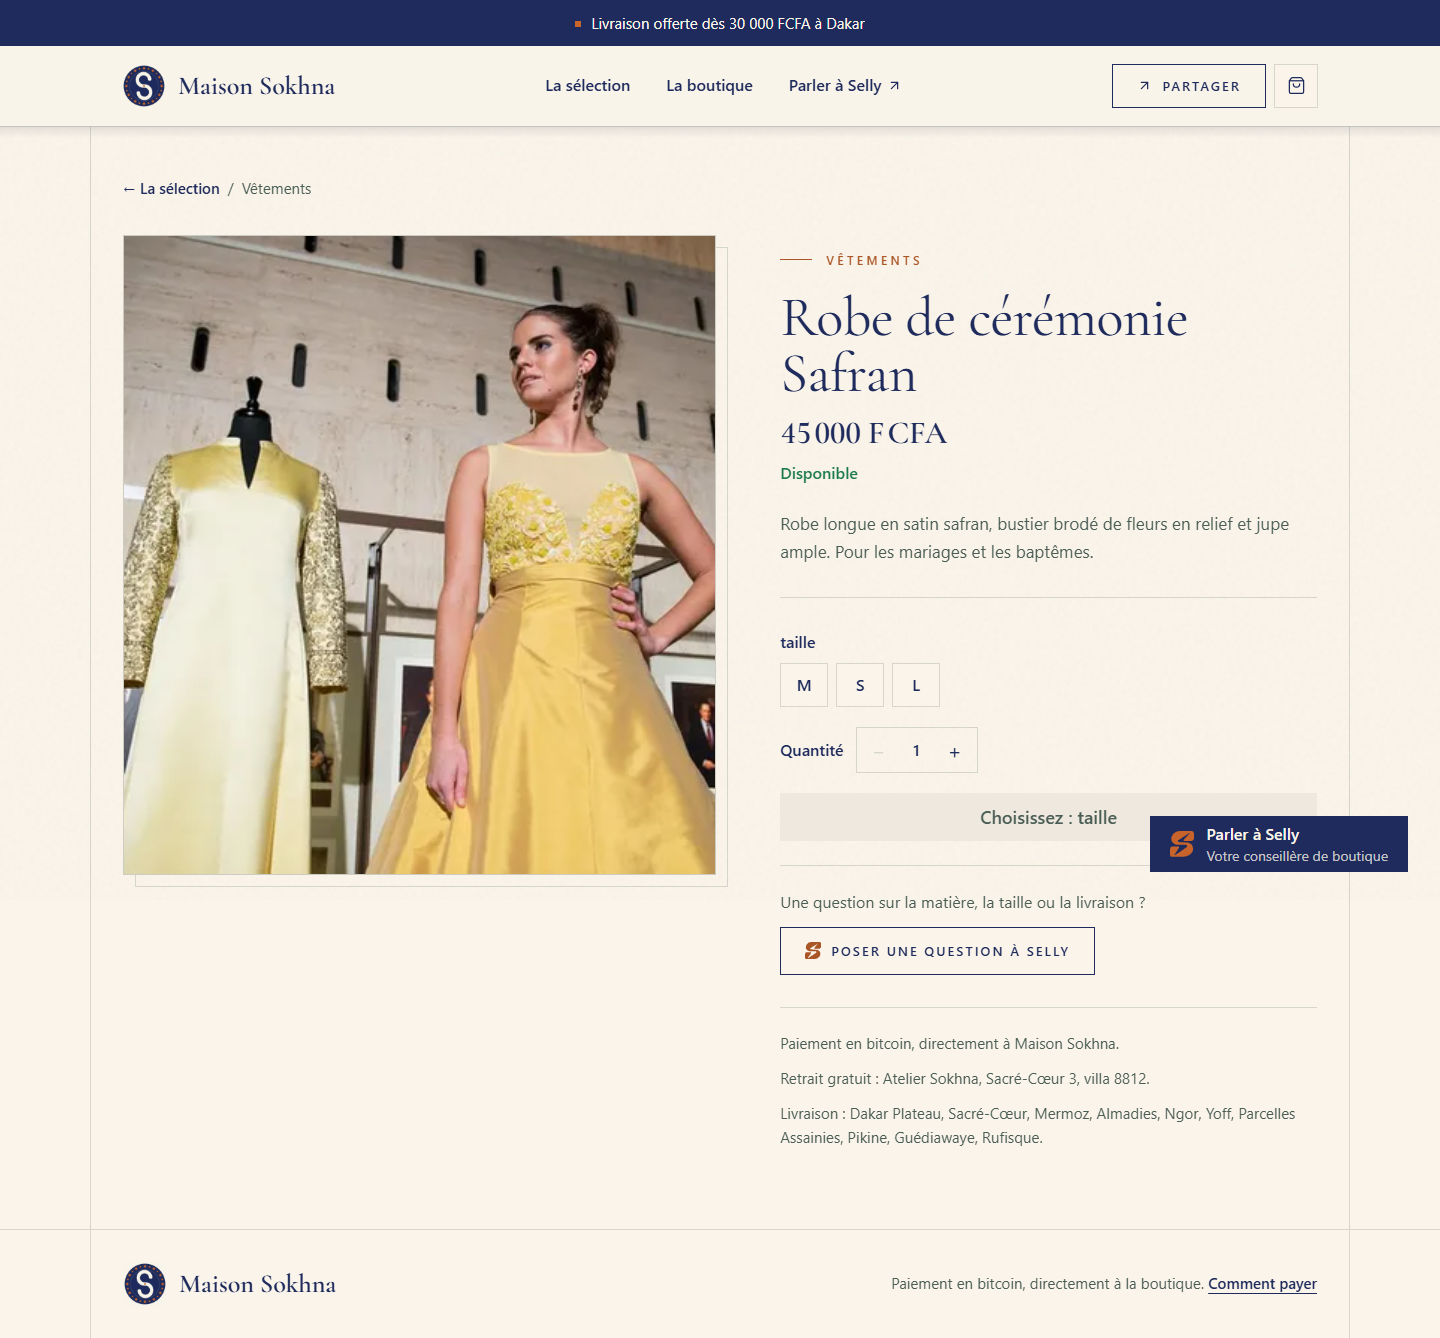 Livraison offerte dès 30 000 FCFA à Dakar
S Maison Sokhna
La sélection
La boutique
Parler à Selly ↗
↗ PARTAGER
← La sélection / Vêtements
VÊTEMENTS
Robe de cérémonie
Safran
45 000 F CFA
Disponible
Robe longue en satin safran, bustier brodé de fleurs en relief et jupe
ample. Pour les mariages et les baptêmes.
taille
M S L
Quantité − 1 +
Choisissez : taille
Parler à Selly
Votre conseillère de boutique
Une question sur la matière, la taille ou la livraison ?
POSER UNE QUESTION À SELLY
Paiement en bitcoin, directement à Maison Sokhna.
Retrait gratuit : Atelier Sokhna, Sacré-Cœur 3, villa 8812.
Livraison : Dakar Plateau, Sacré-Cœur, Mermoz, Almadies, Ngor, Yoff, Parcelles
Assainies, Pikine, Guédiawaye, Rufisque.
S Maison Sokhna
Paiement en bitcoin, directement à la boutique. Comment payer